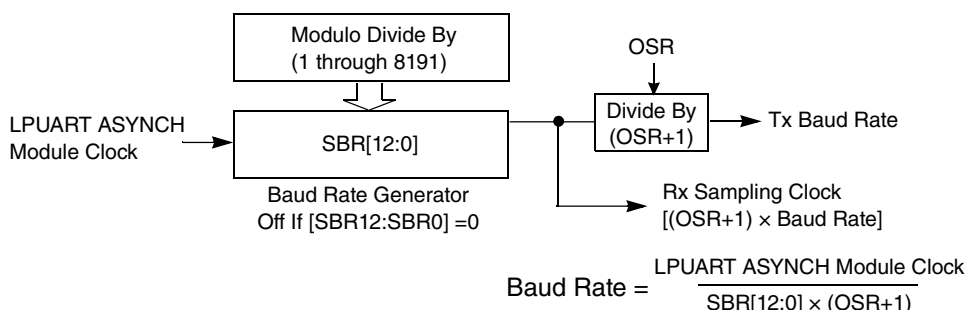 Modulo Divide By
(1 through 8191)
OSR
LPUART ASYNCH
Module Clock
SBR[12:0]
Divide By
(OSR+1)
Tx Baud Rate
Baud Rate Generator
Off If [SBR12:SBR0] =0
Rx Sampling Clock
[(OSR+1) × Baud Rate]
Baud Rate = LPUART ASYNCH Module Clock
SBR[12:0] × (OSR+1)